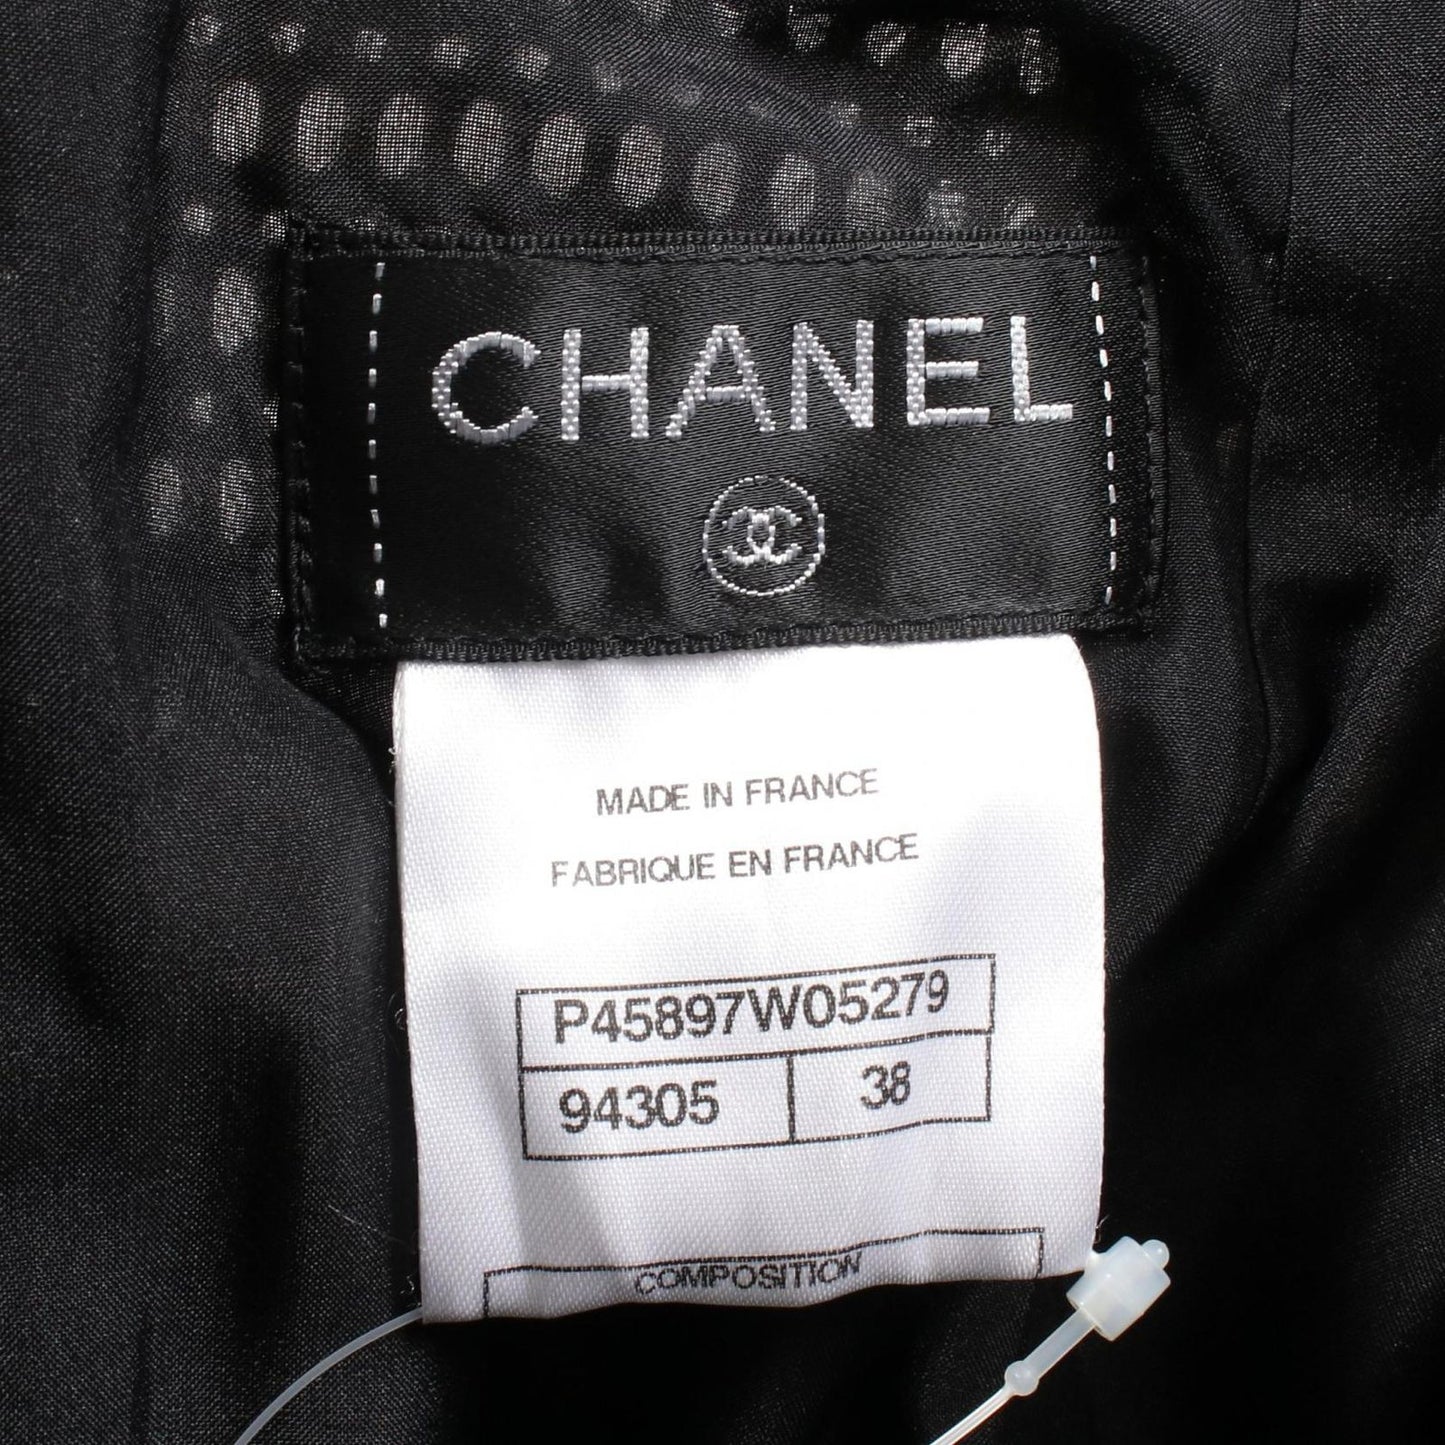 CHANEL
MADE IN FRANCE
FABRIQUE EN FRANCE
P45897W05279
94305 38
COMPOSITION